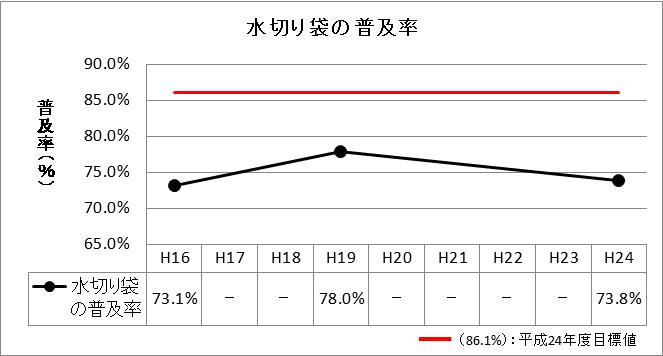 水切り袋の普及率
普及率(%)
90.0%
85.0%
80.0%
75.0%
70.0%
65.0%
H16 H17 H18 H19 H20 H21 H22 H23 H24
水切り袋
の普及率
73.1% － － 78.0% － － － － 73.8%
（86.1%）：平成24年度目標値